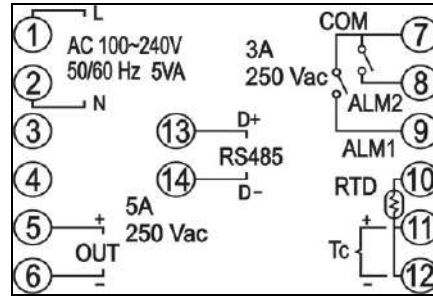 1 L
AC 100~240V
50/60 Hz 5VA
2 N
3
4
5 +
OUT
6 -
5A
250 Vac
13 D+
RS485
14 D-
COM 7
3A
250 Vac
8
ALM2
9
ALM1
RTD 10
+ 11
Tc
- 12